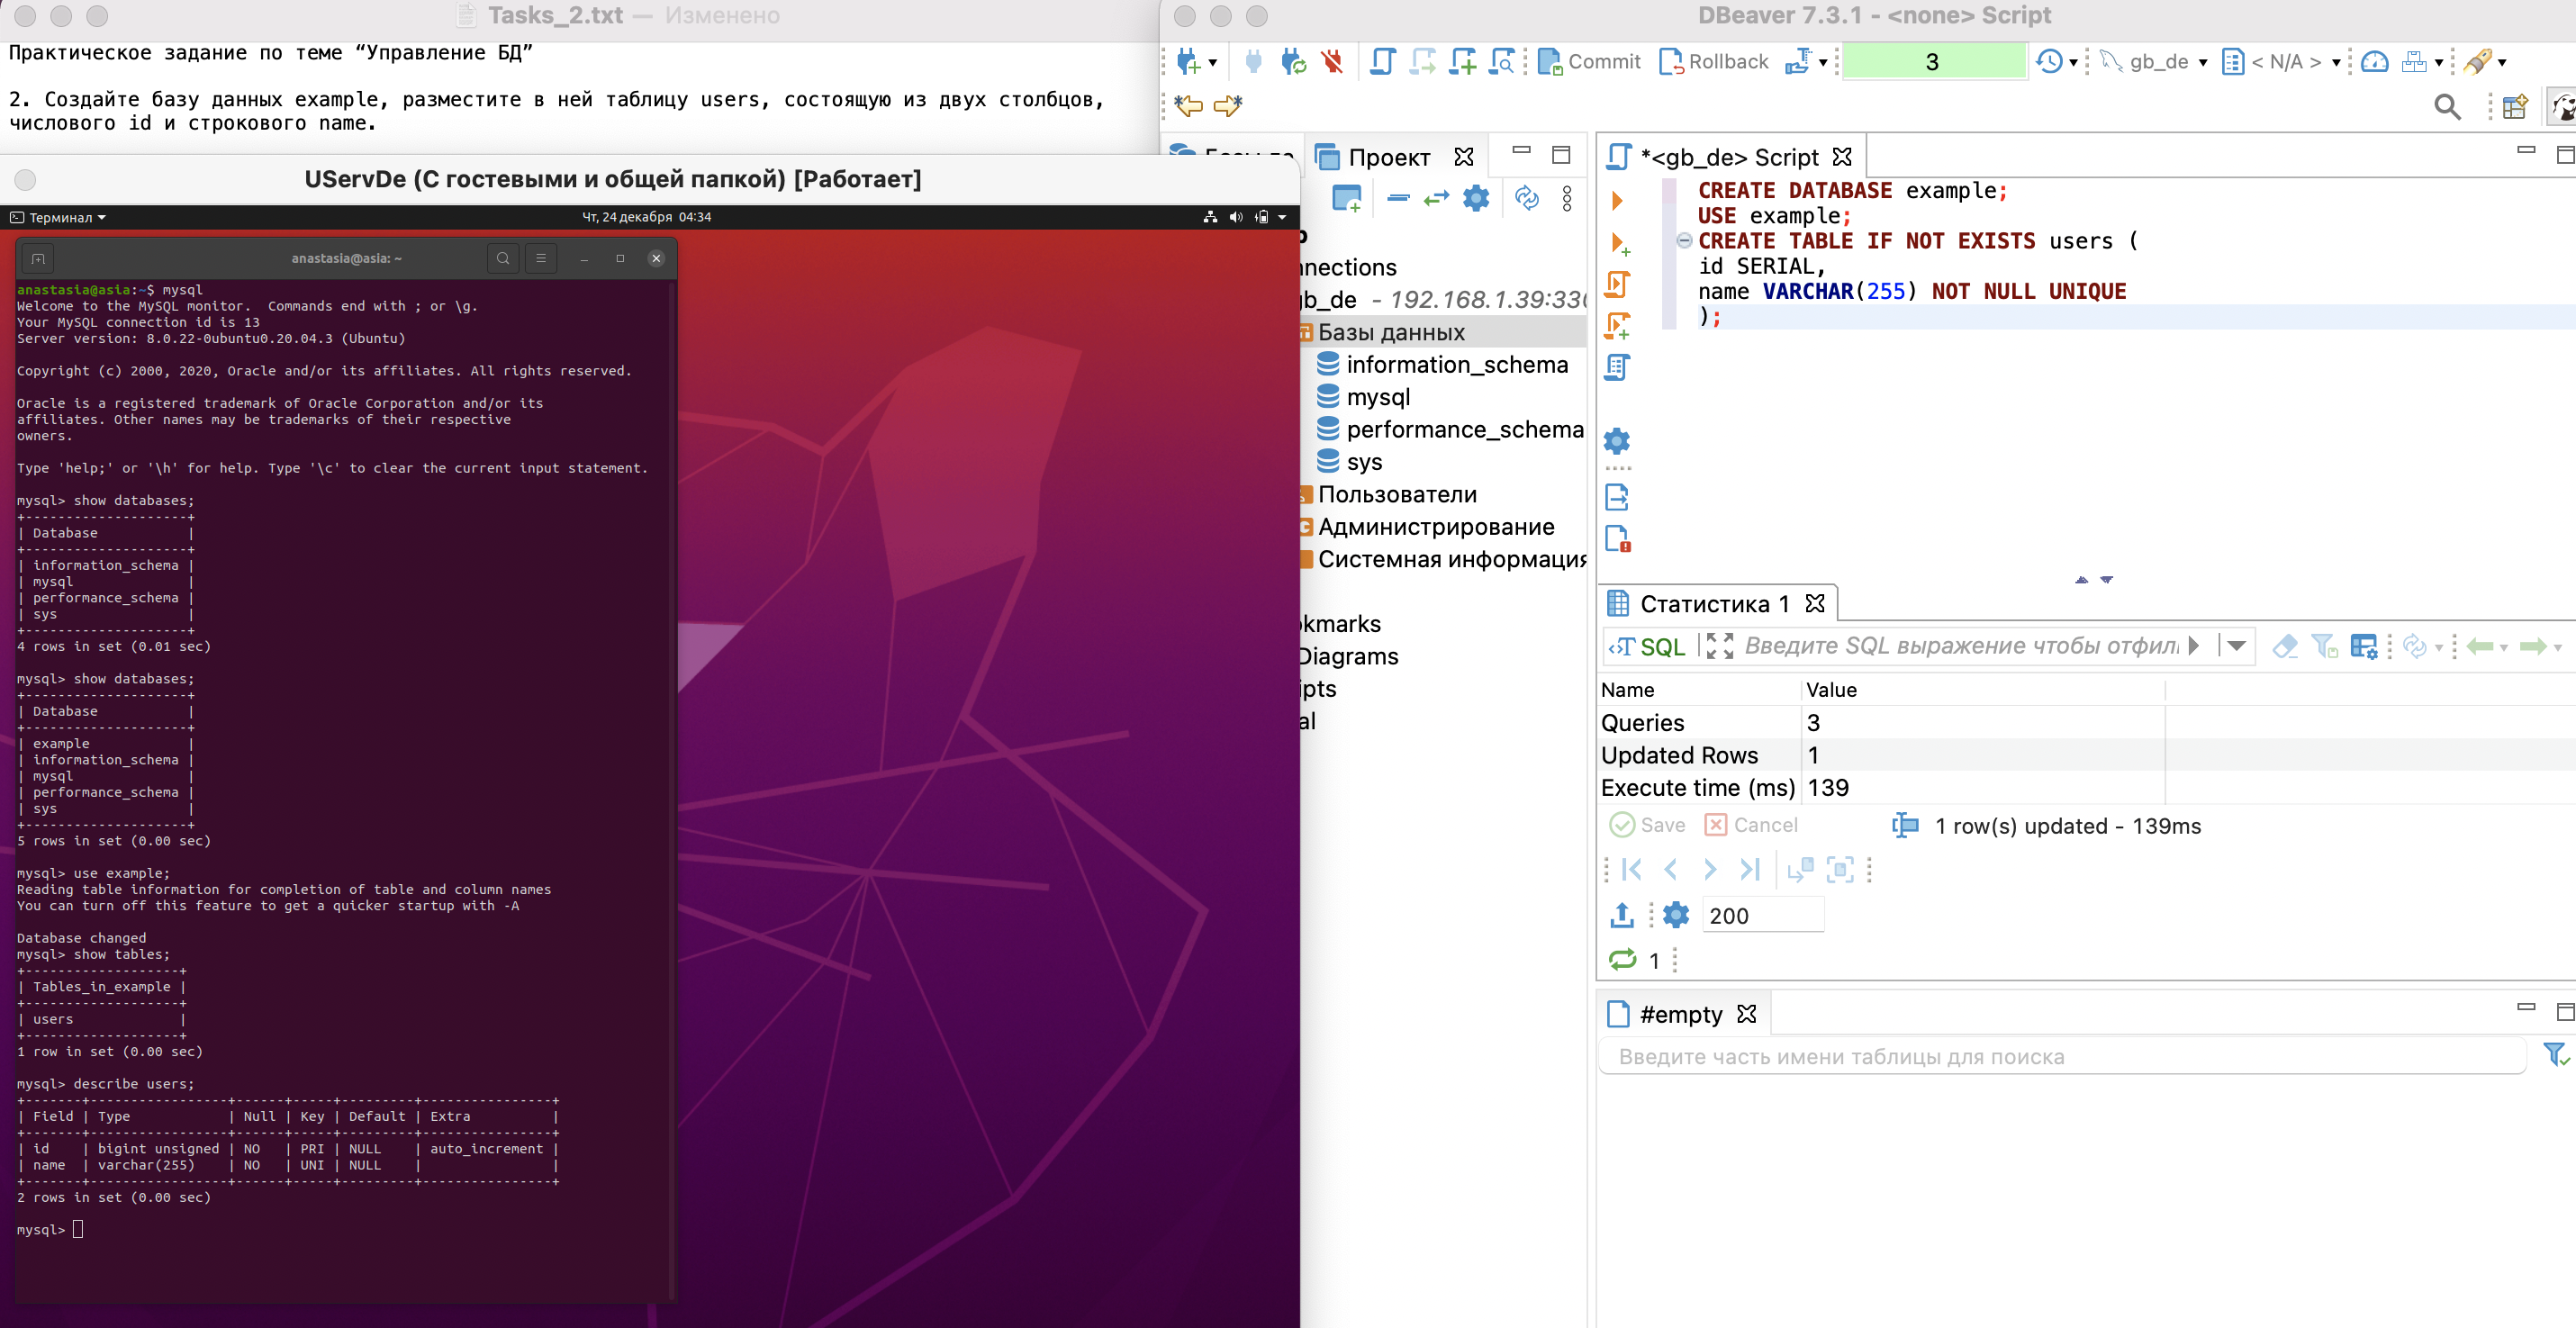 Tasks_2.txt — Изменено
Практическое задание по теме “Управление БД”
2. Создайте базу данных example, разместите в ней таблицу users, состоящую из двух столбцов,
числового id и строкового name.
UServDe (С гостевыми и общей папкой) [Работает]
Терминал
Чт, 24 декабря 04:34
anastasia@asia: ~
anastasia@asia:~$ mysql
Welcome to the MySQL monitor.  Commands end with ; or \g.
Your MySQL connection id is 13
Server version: 8.0.22-0ubuntu0.20.04.3 (Ubuntu)
Copyright (c) 2000, 2020, Oracle and/or its affiliates. All rights reserved.
Oracle is a registered trademark of Oracle Corporation and/or its
affiliates. Other names may be trademarks of their respective
owners.
Type 'help;' or '\h' for help. Type '\c' to clear the current input statement.
mysql> show databases;
+--------------------+
| Database           |
+--------------------+
| information_schema |
| mysql              |
| performance_schema |
| sys                |
+--------------------+
4 rows in set (0.01 sec)
mysql> show databases;
+--------------------+
| Database           |
+--------------------+
| example            |
| information_schema |
| mysql              |
| performance_schema |
| sys                |
+--------------------+
5 rows in set (0.00 sec)
mysql> use example;
Reading table information for completion of table and column names
You can turn off this feature to get a quicker startup with -A
Database changed
mysql> show tables;
+-------------------+
| Tables_in_example |
+-------------------+
| users             |
+-------------------+
1 row in set (0.00 sec)
mysql> describe users;
+-------+-----------------+------+-----+---------+----------------+
| Field | Type            | Null | Key | Default | Extra          |
+-------+-----------------+------+-----+---------+----------------+
| id    | bigint unsigned | NO   | PRI | NULL    | auto_increment |
| name  | varchar(255)    | NO   | UNI | NULL    |                |
+-------+-----------------+------+-----+---------+----------------+
2 rows in set (0.00 sec)
mysql>
DBeaver 7.3.1 - <none> Script
Commit
Rollback
3
gb_de
< N/A >
Проект
nnections
gb_de - 192.168.1.39:330
Базы данных
information_schema
mysql
performance_schema
sys
Пользователи
Администрирование
Системная информация
okmarks
Diagrams
ipts
al
*<gb_de> Script
CREATE DATABASE example;
USE example;
CREATE TABLE IF NOT EXISTS users (
id SERIAL,
name VARCHAR(255) NOT NULL UNIQUE
);
Статистика 1
SQL
Введите SQL выражение чтобы отфил
Name Value
Queries 3
Updated Rows 1
Execute time (ms) 139
Save Cancel
1 row(s) updated - 139ms
200
1
#empty
Введите часть имени таблицы для поиска